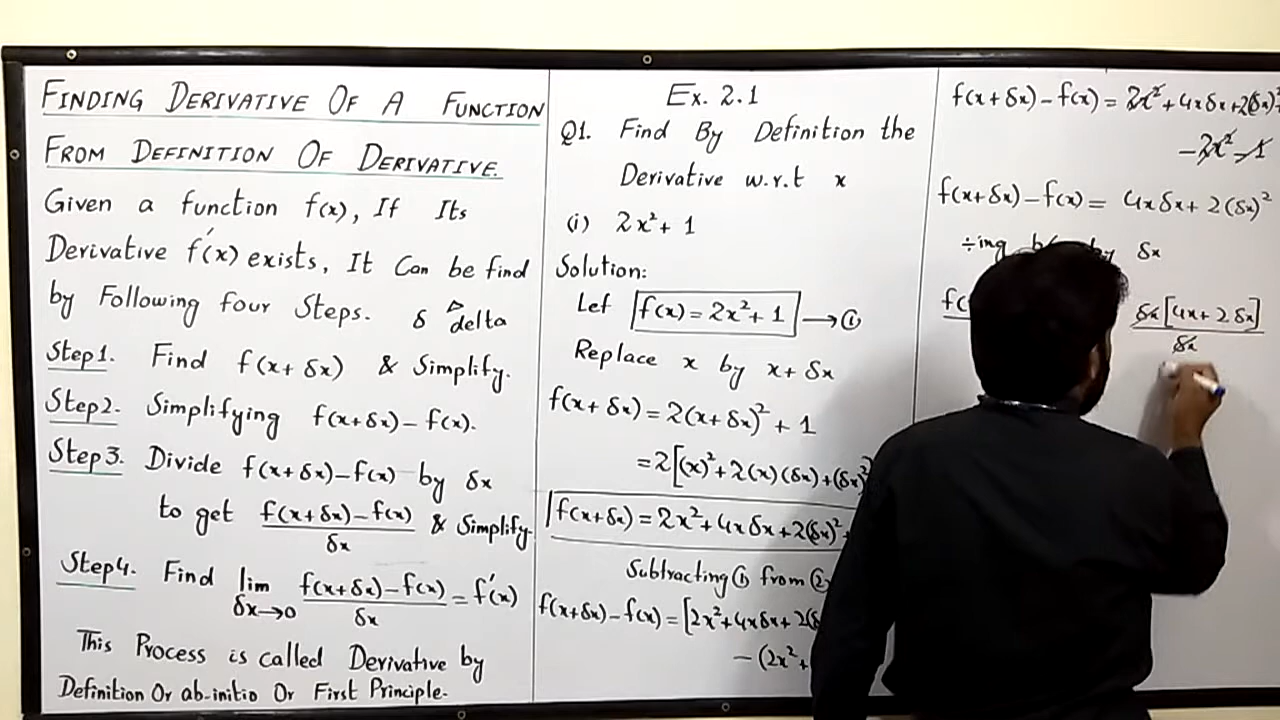 FINDING DERIVATIVE OF A FUNCTION
FROM DEFINITION OF DERIVATIVE.
Given a function f(x), If Its
Derivative f'(x) exists, It Can be find
by Following four Steps. δ ▷ delta
Step1. Find f(x+δx) & Simplify.
Step2. Simplifying f(x+δx)-f(x).
Step3. Divide f(x+δx)-f(x) by δx
to get f(x+δx)-f(x)/δx & Simplify.
Step4. Find lim δx→0 f(x+δx)-f(x)/δx = f'(x)
This Process is called Derivative by
Definition Or ab-initio Or First Principle.
Ex. 2.1
Q1. Find By Definition the
Derivative w.r.t x
(i) 2x²+1
Solution:
Let f(x)=2x²+1 →①
Replace x by x+δx
f(x+δx)=2(x+δx)²+1
=2[(x)²+2(x)(δx)+(δx)²
f(x+δx)=2x²+4xδx+2(δx)²+
Subtracting ① from ②
f(x+δx)-f(x)=[2x²+4xδx+2(δ
-(2x²+
f(x+δx)-f(x)=2x²+4xδx+2(δx)²
-2x²-1
f(x+δx)-f(x)= 4xδx+2(δx)²
÷ing by δx
f( δx[4x+2δx]
δx